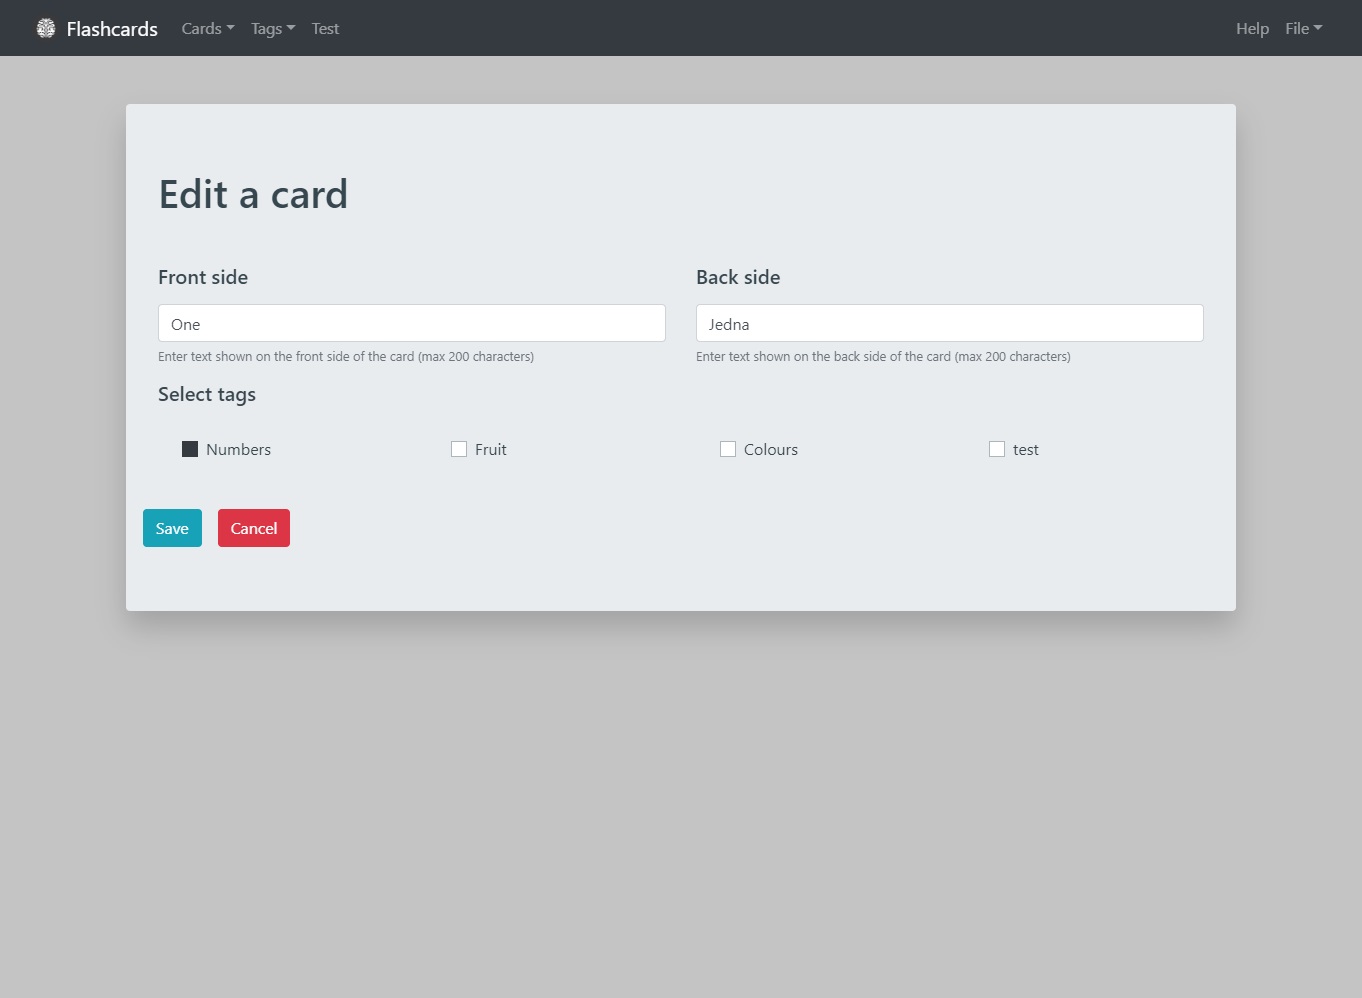 Flashcards Cards Tags Test Help File
Edit a card
Front side Back side
One Jedna
Enter text shown on the front side of the card (max 200 characters) Enter text shown on the back side of the card (max 200 characters)
Select tags
Numbers Fruit Colours test
Save Cancel